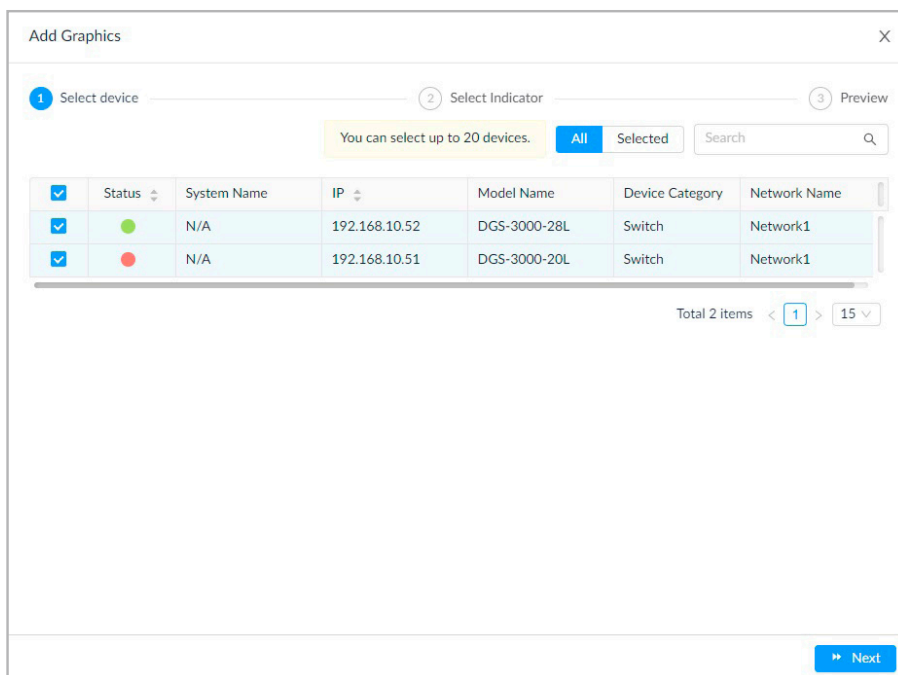 Add Graphics
1 Select device 2 Select Indicator 3 Preview
You can select up to 20 devices. All Selected Search
Status System Name IP Model Name Device Category Network Name
N/A 192.168.10.52 DGS-3000-28L Switch Network1
N/A 192.168.10.51 DGS-3000-20L Switch Network1
Total 2 items < 1 > 15
Next